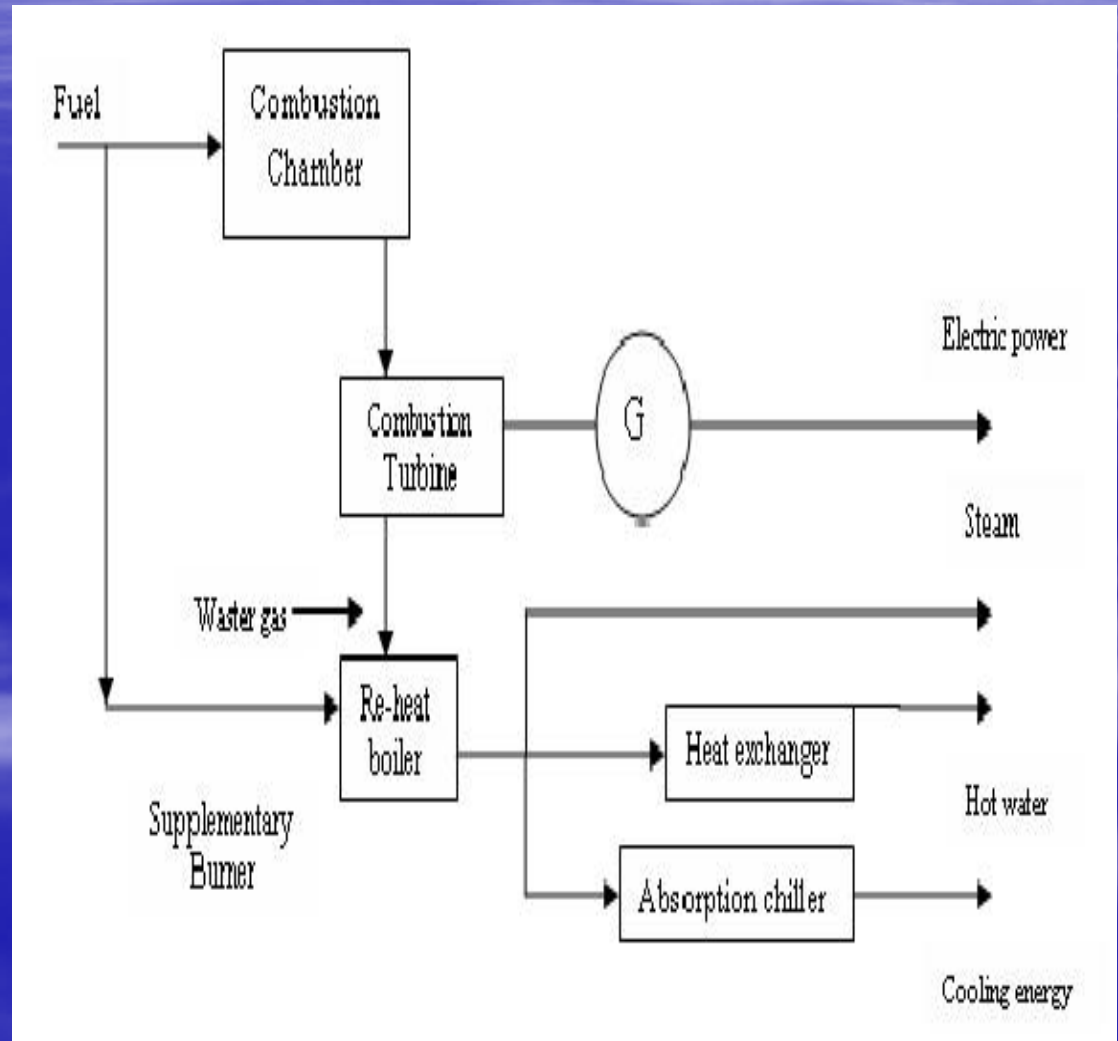 Fuel
Combustion
Chamber
Electric power
Combustion
Turbine
G
Steam
Waster gas
Re-heat
boiler
Heat exchanger
Hot water
Supplementary
Burner
Absorption chiller
Cooling energy